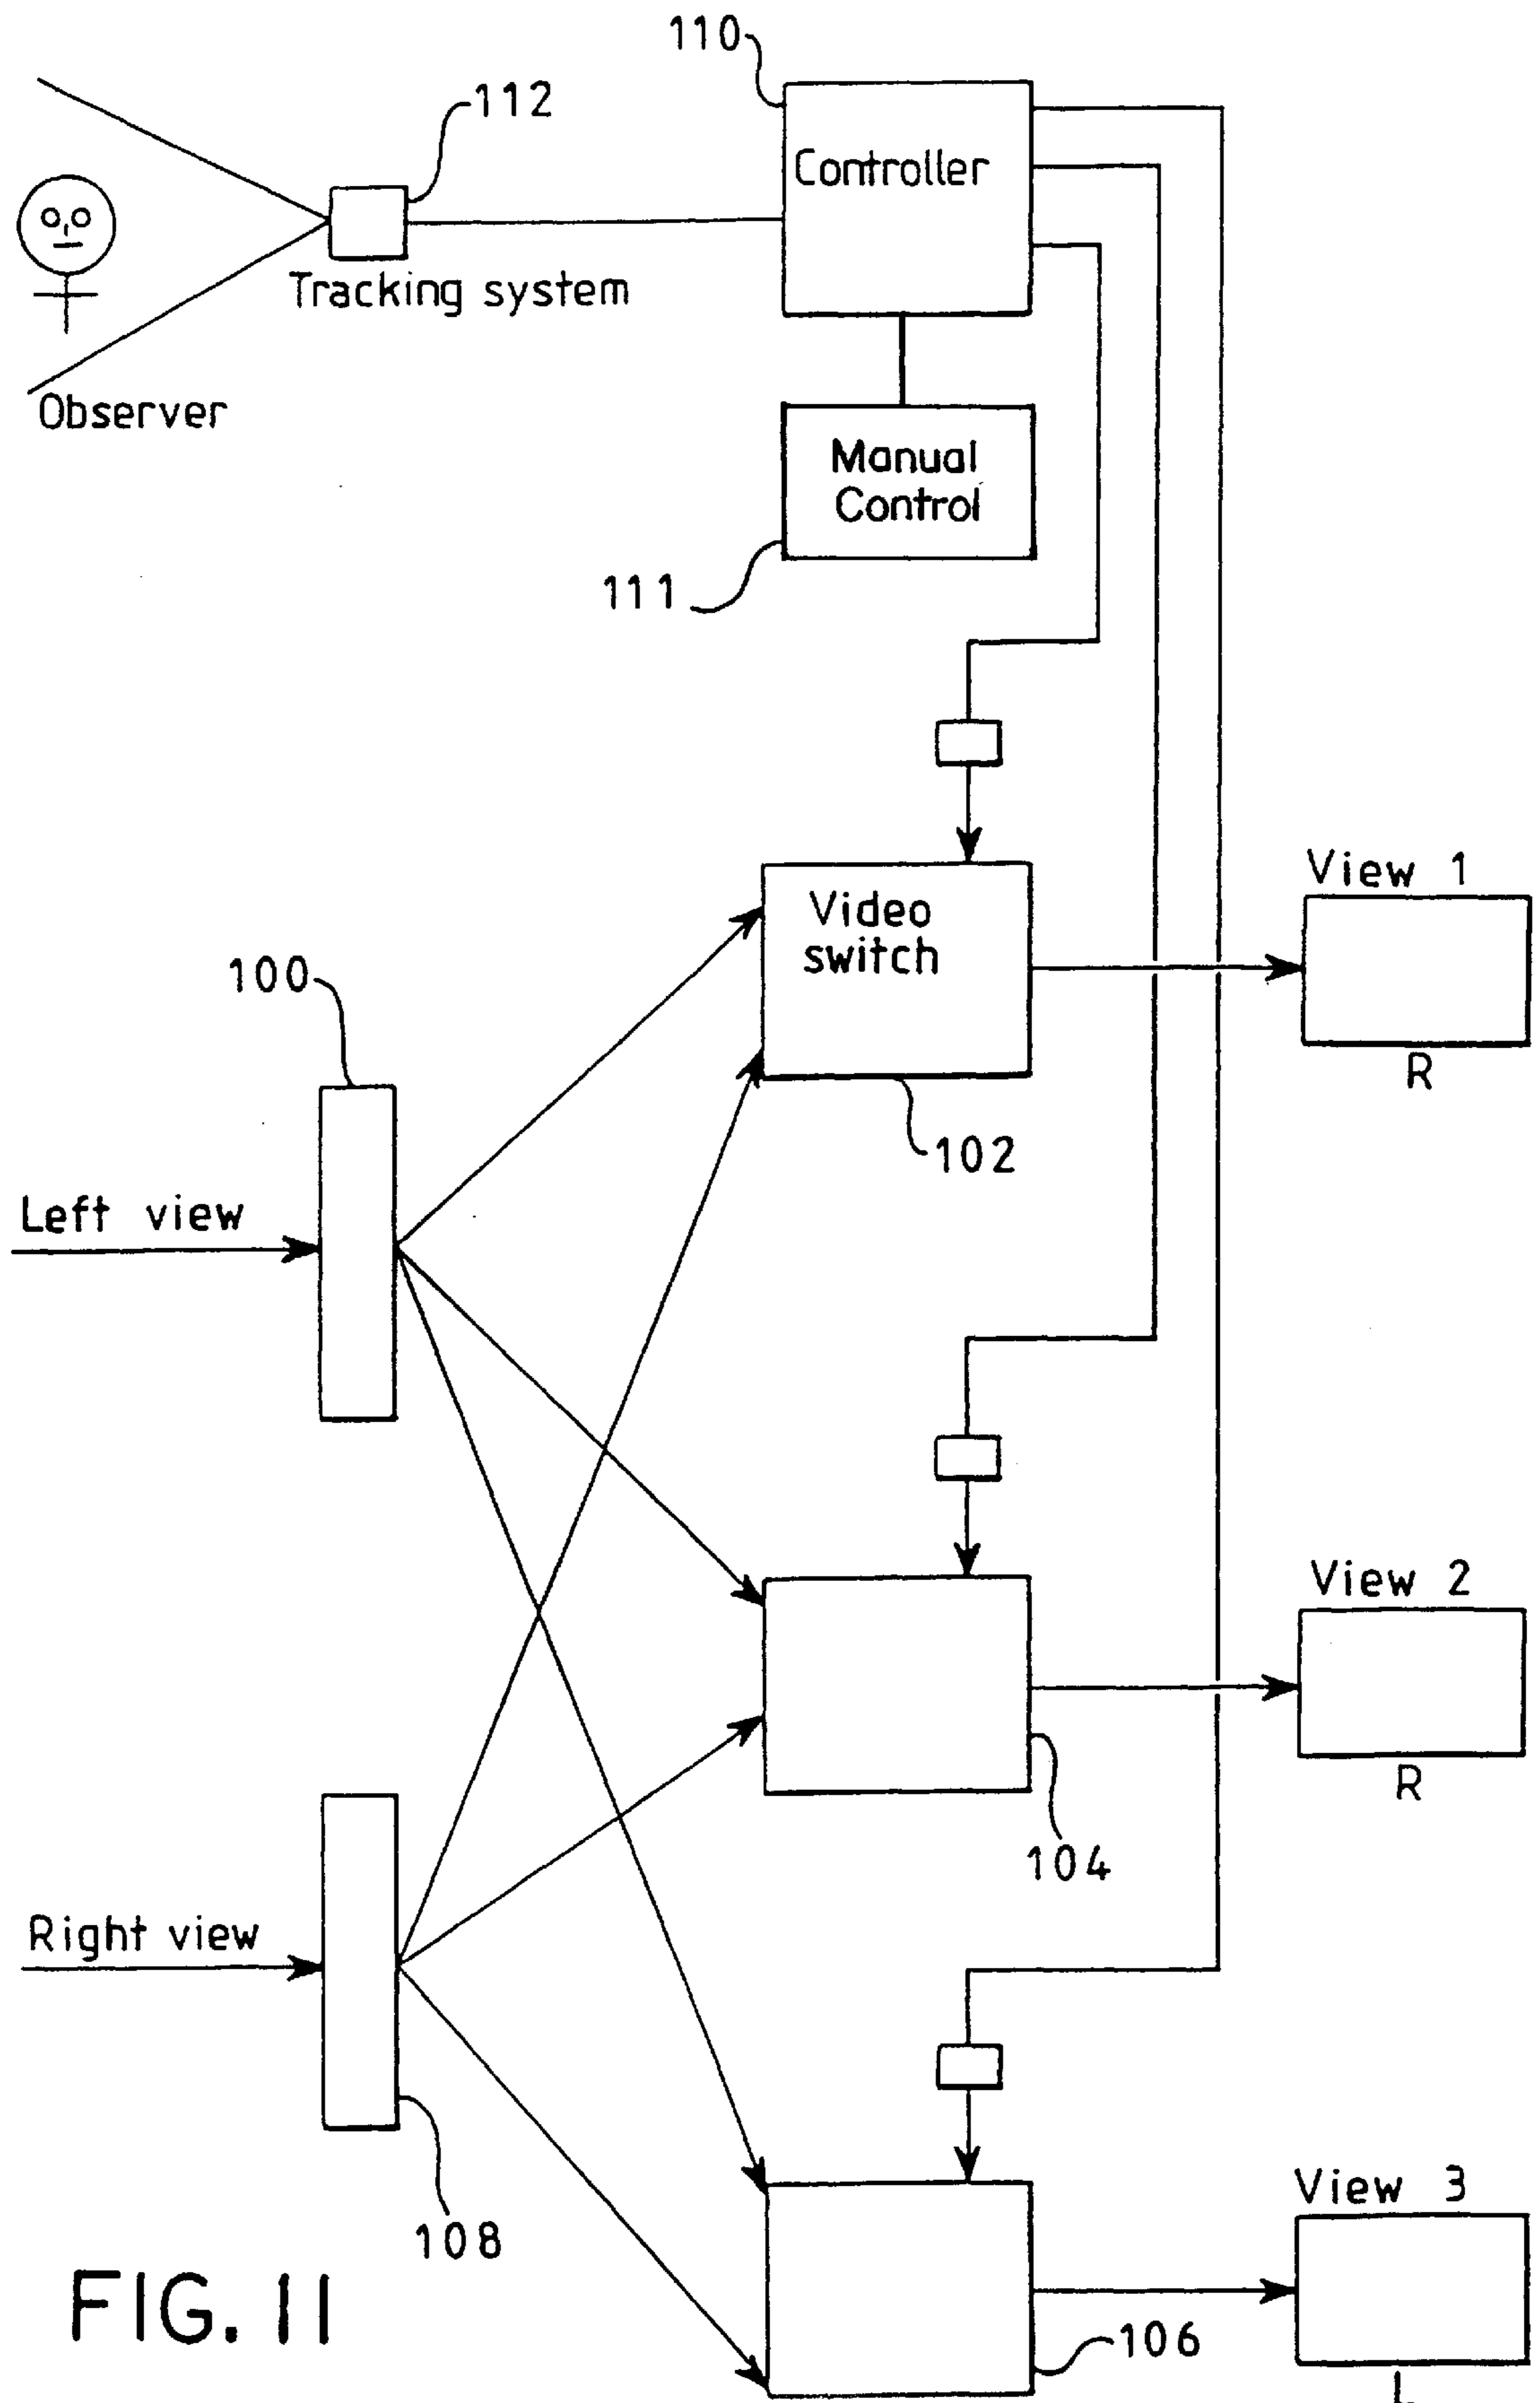 110
112
Controller
Tracking system
Observer
Manual
Control
111
View 1
Video
switch
100
R
102
Left view
View 2
R
104
Right view
View 3
108
FIG. 11
106
L